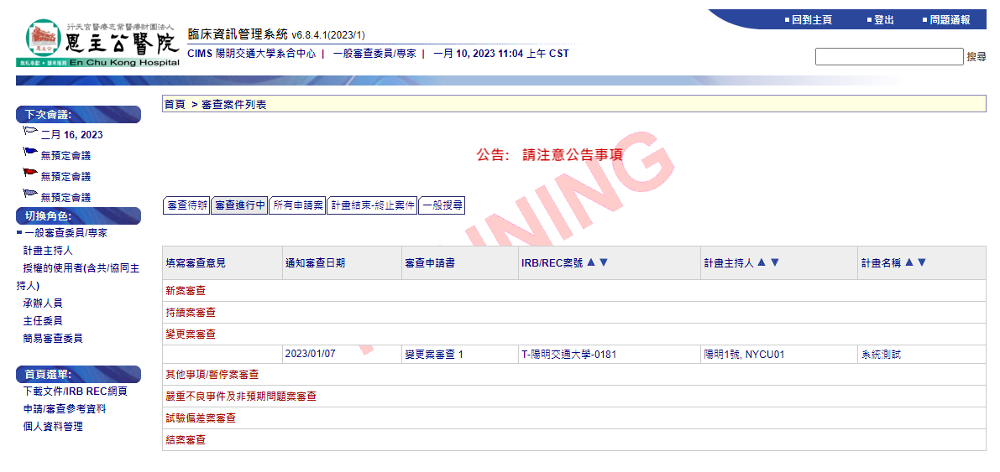 回到主頁 登出 問題通報
行天宮醫療志業醫療財團法人
恩主公醫院
恩主公
En Chu Kong Hospital
臨床資訊管理系統 v6.8.4.1(2023/1)
CIMS 陽明交通大學系合中心 | 一般審查委員/專家 | 一月 10, 2023 11:04 上午 CST
搜尋
首頁 > 審查案件列表
下次會議:
二月 16, 2023
無預定會議
無預定會議
無預定會議
切換角色:
一般審查委員/專家
計畫主持人
授權的使用者(含共/協同主
持人)
承辦人員
主任委員
簡易審查委員
首頁選單:
下載文件/IRB REC網頁
申請/審查參考資料
個人資料管理
公告: 請注意公告事項
INING
審查待辦 審查進行中 所有申請案 計畫結束-終止案件 一般搜尋
填寫審查意見 通知審查日期 審查申請書 IRB/REC案號 ▲ ▼ 計畫主持人 ▲ ▼ 計畫名稱 ▲ ▼
新案審查
持續案審查
變更案審查
2023/01/07 變更案審查 1 T-陽明交通大學-0181 陽明1號, NYCU01 系統測試
其他事項/暫停案審查
嚴重不良事件及非預期問題案審查
試驗偏差案審查
結案審查